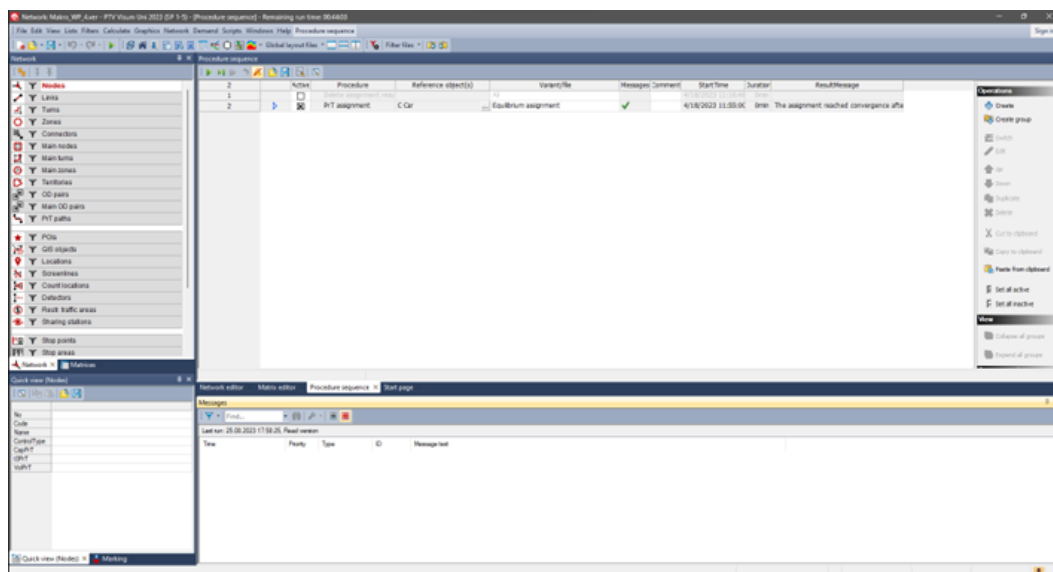 Network: Makro_WP_4.ver - PTV Visum Uni 2023 (SP 1-5) - [Procedure sequence] - Remaining run time: 00:44:03
File Edit View Lists Filters Calculate Graphics Network Demand Scripts Windows Help Procedure sequence
Sign in
Global layout files
Filter files
Network
Procedure sequence
2 Active Procedure Reference object(s) Variant/file Messages Comment StartTime Duration ResultMessage
1
2 PrT assignment C Car ... Equilibrium assignment 4/18/2023 0min The assignment reached convergence afte
Nodes
Links
Turns
Zones
Connectors
Main nodes
Main turns
Main zones
Territories
OD pairs
Main OD pairs
PrT paths
POIs
GIS objects
Locations
Screenlines
Count locations
Detectors
Restr. traffic areas
Sharing stations
Stop points
Stop areas
Network Matrices
Operations
Create
Create group
Switch
Edit
Up
Down
Duplicate
Delete
Cut to clipboard
Copy to clipboard
Paste from clipboard
Set all active
Set all inactive
View
Collapse all groups
Expand all groups
Quick view (Nodes)
No
Code
Name
ControlType
CapPrT
t0PrT
VolPrT
Quick view (Nodes) Marking
Network editor Matrix editor Procedure sequence Start page
Messages
Find...
Last run: 25.08.2023 17:58:25, Read version
Time Priority Type ID Message text